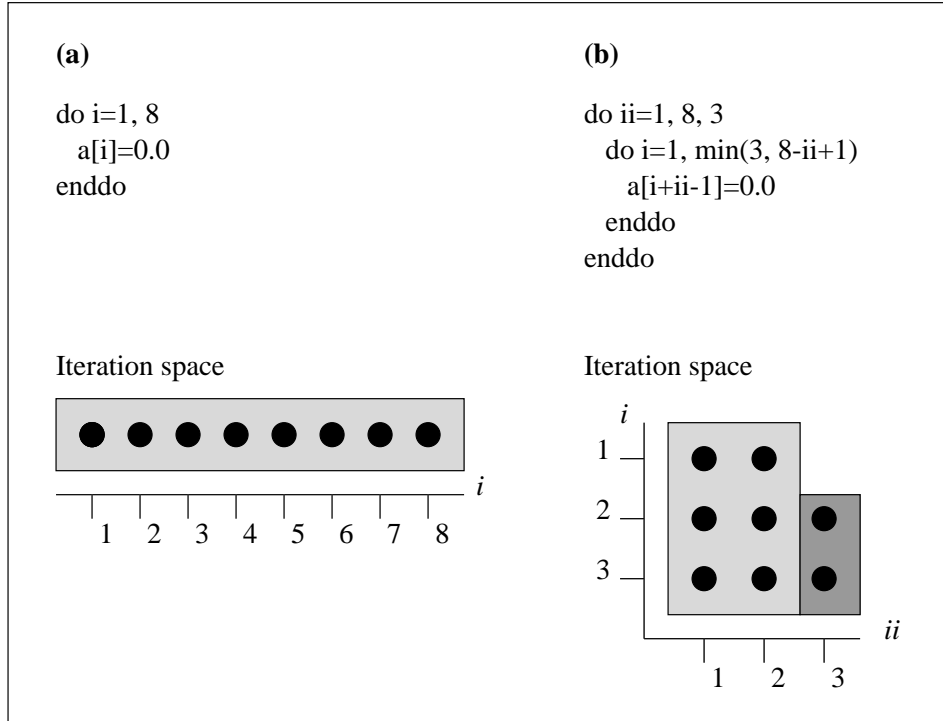 (a)
do i=1, 8
a[i]=0.0
enddo
Iteration space
i
1 2 3 4 5 6 7 8
(b)
do ii=1, 8, 3
do i=1, min(3, 8-ii+1)
a[i+ii-1]=0.0
enddo
enddo
Iteration space
i
1
2
3
ii
1 2 3